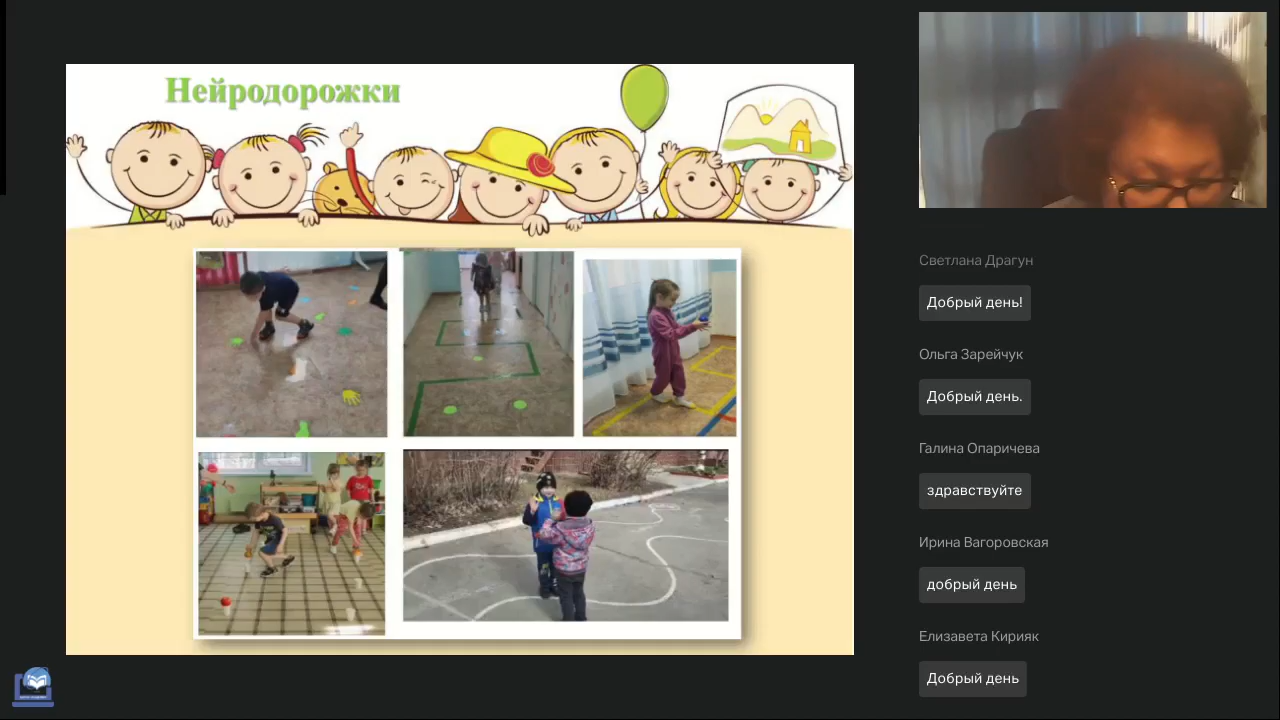 Нейродорожки
Светлана Драгун
Добрый день!
Ольга Зарейчук
Добрый день.
Галина Опаричева
здравствуйте
Ирина Вагоровская
добрый день
Елизавета Кирияк
Добрый день